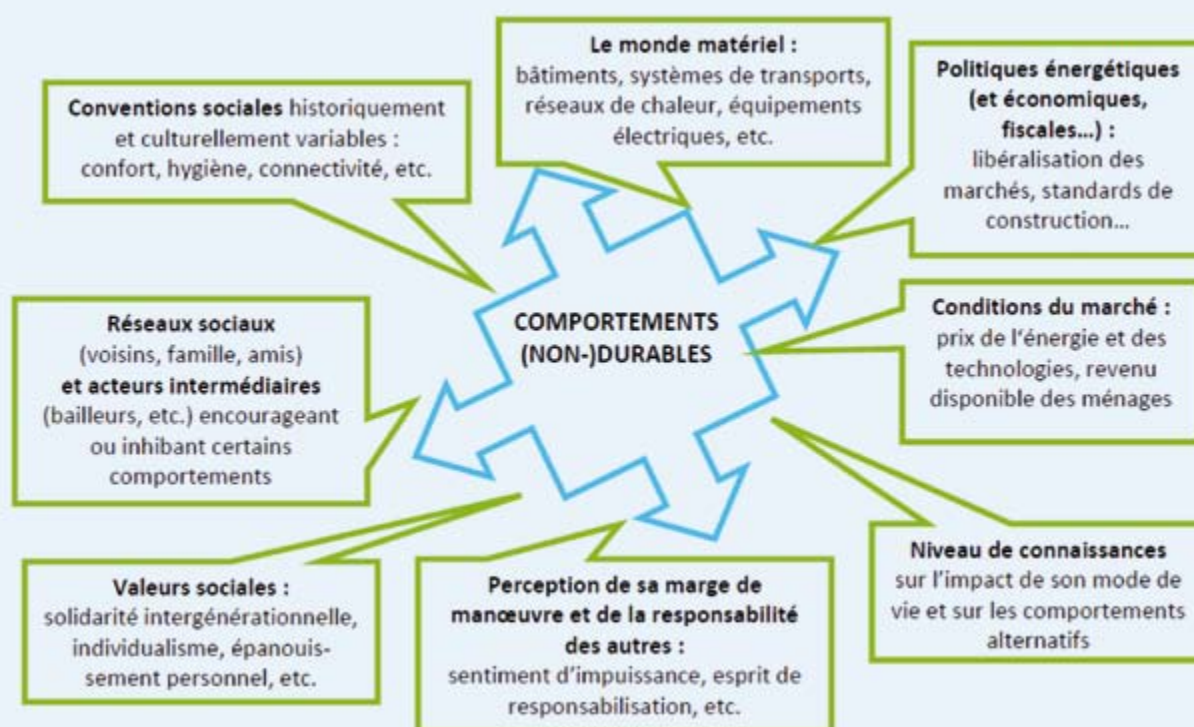 Le monde matériel :
bâtiments, systèmes de transports,
réseaux de chaleur, équipements
électriques, etc.
Politiques énergétiques
(et économiques,
fiscales…) :
libéralisation des
marchés, standards de
construction…
Conventions sociales historiquement
et culturellement variables :
confort, hygiène, connectivité, etc.
COMPORTEMENTS
(NON-)DURABLES
Conditions du marché :
prix de l'énergie et des
technologies, revenu
disponible des ménages
Réseaux sociaux
(voisins, famille, amis)
et acteurs intermédiaires
(bailleurs, etc.) encourageant
ou inhibant certains
comportements
Niveau de connaissances
sur l'impact de son mode de
vie et sur les comportements
alternatifs
Valeurs sociales :
solidarité intergénérationnelle,
individualisme, épanouis-
sement personnel, etc.
Perception de sa marge de
manœuvre et de la responsabilité
des autres :
sentiment d'impuissance, esprit de
responsabilisation, etc.